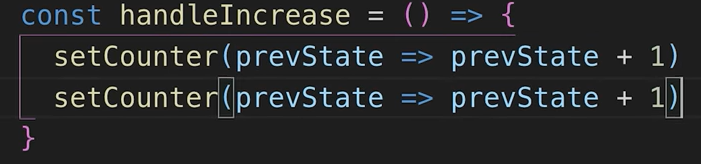 const handleIncrease = () => {
setCounter(prevState => prevState + 1)
setCounter(prevState => prevState + 1)
}